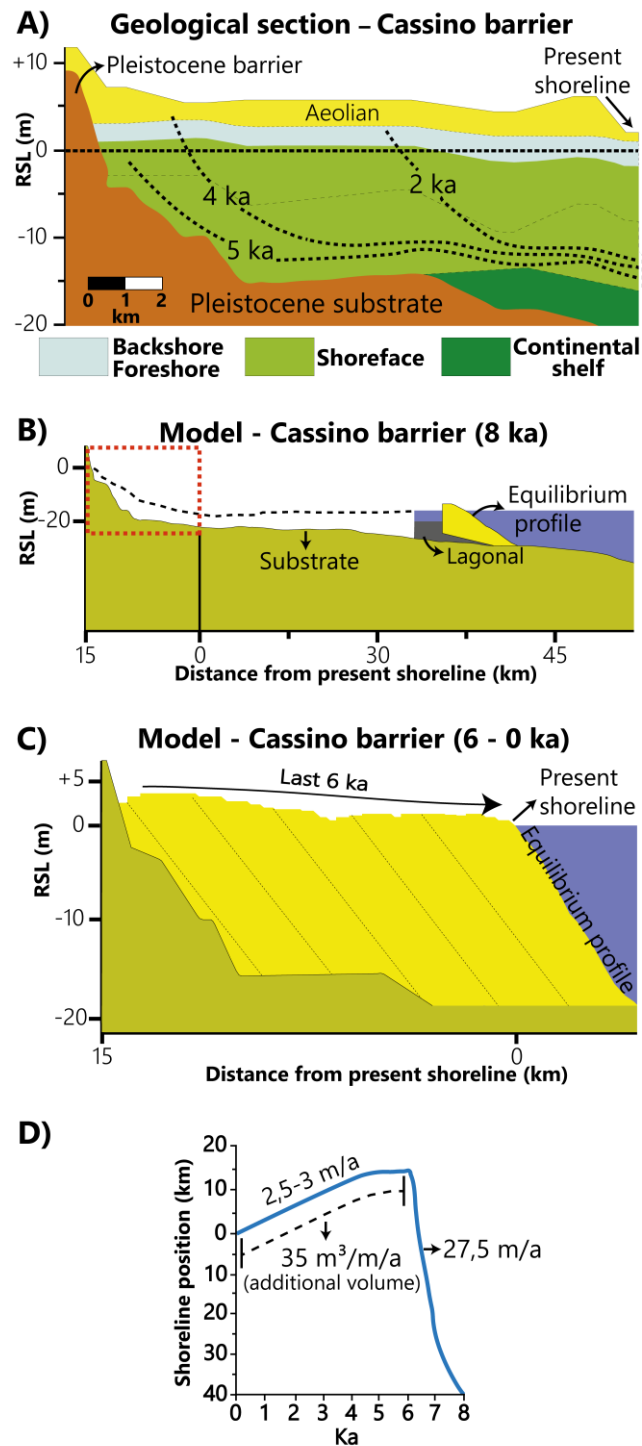 A) Geological section – Cassino barrier
+10
0
-10
-20
RSL (m)
Pleistocene barrier
Present
shoreline
Aeolian
4 ka
2 ka
5 ka
0 1 2
km
Pleistocene substrate
Backshore
Foreshore
Shoreface
Continental
shelf
B) Model - Cassino barrier (8 ka)
0
-20
RSL (m)
Equilibrium
profile
Substrate
Lagonal
15 0 30 45
Distance from present shoreline (km)
C) Model - Cassino barrier (6 - 0 ka)
+5
0
-10
-20
RSL (m)
Last 6 ka
Present
shoreline
Equilibrium profile
15 0
Distance from present shoreline (km)
D)
20
10
0
10
20
30
40
Shoreline position (km)
2,5-3 m/a
35 m³/m/a
(additional volume)
27,5 m/a
0 1 2 3 4 5 6 7 8
Ka